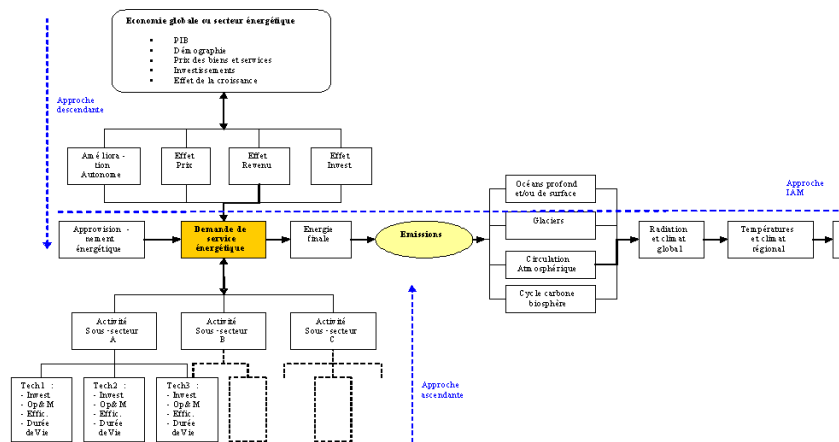 Economie globale ou secteur énergétique
▪ PIB
▪ Démographie
▪ Prix des biens et services
▪ Investissements
▪ Effet de la croissance
Approche
descendante
Améliora -
tion
Autonome
Effet
Prix
Effet
Revenu
Effet
Invest
Océans profond
et/ou de surface
Approche
IAM
Approvision -
nement
énergétique
Demande de
service
énergétique
Energie
finale
Emissions
Glaciers
Circulation
Atmosphérique
Cycle carbone
biosphère
Radiation
et climat
global
Températures
et climat
régional
Activité
Sous -secteur
A
Activité
Sous -secteur
B
Activité
Sous -secteur
C
Approche
ascendante
Tech1 :
- Invest
- Op& M
- Effic.
- Durée
de Vie
Tech2 :
- Invest
- Op& M
- Effic.
- Durée
de Vie
Tech3 :
- Invest
- Op& M
- Effic.
- Durée
de Vie